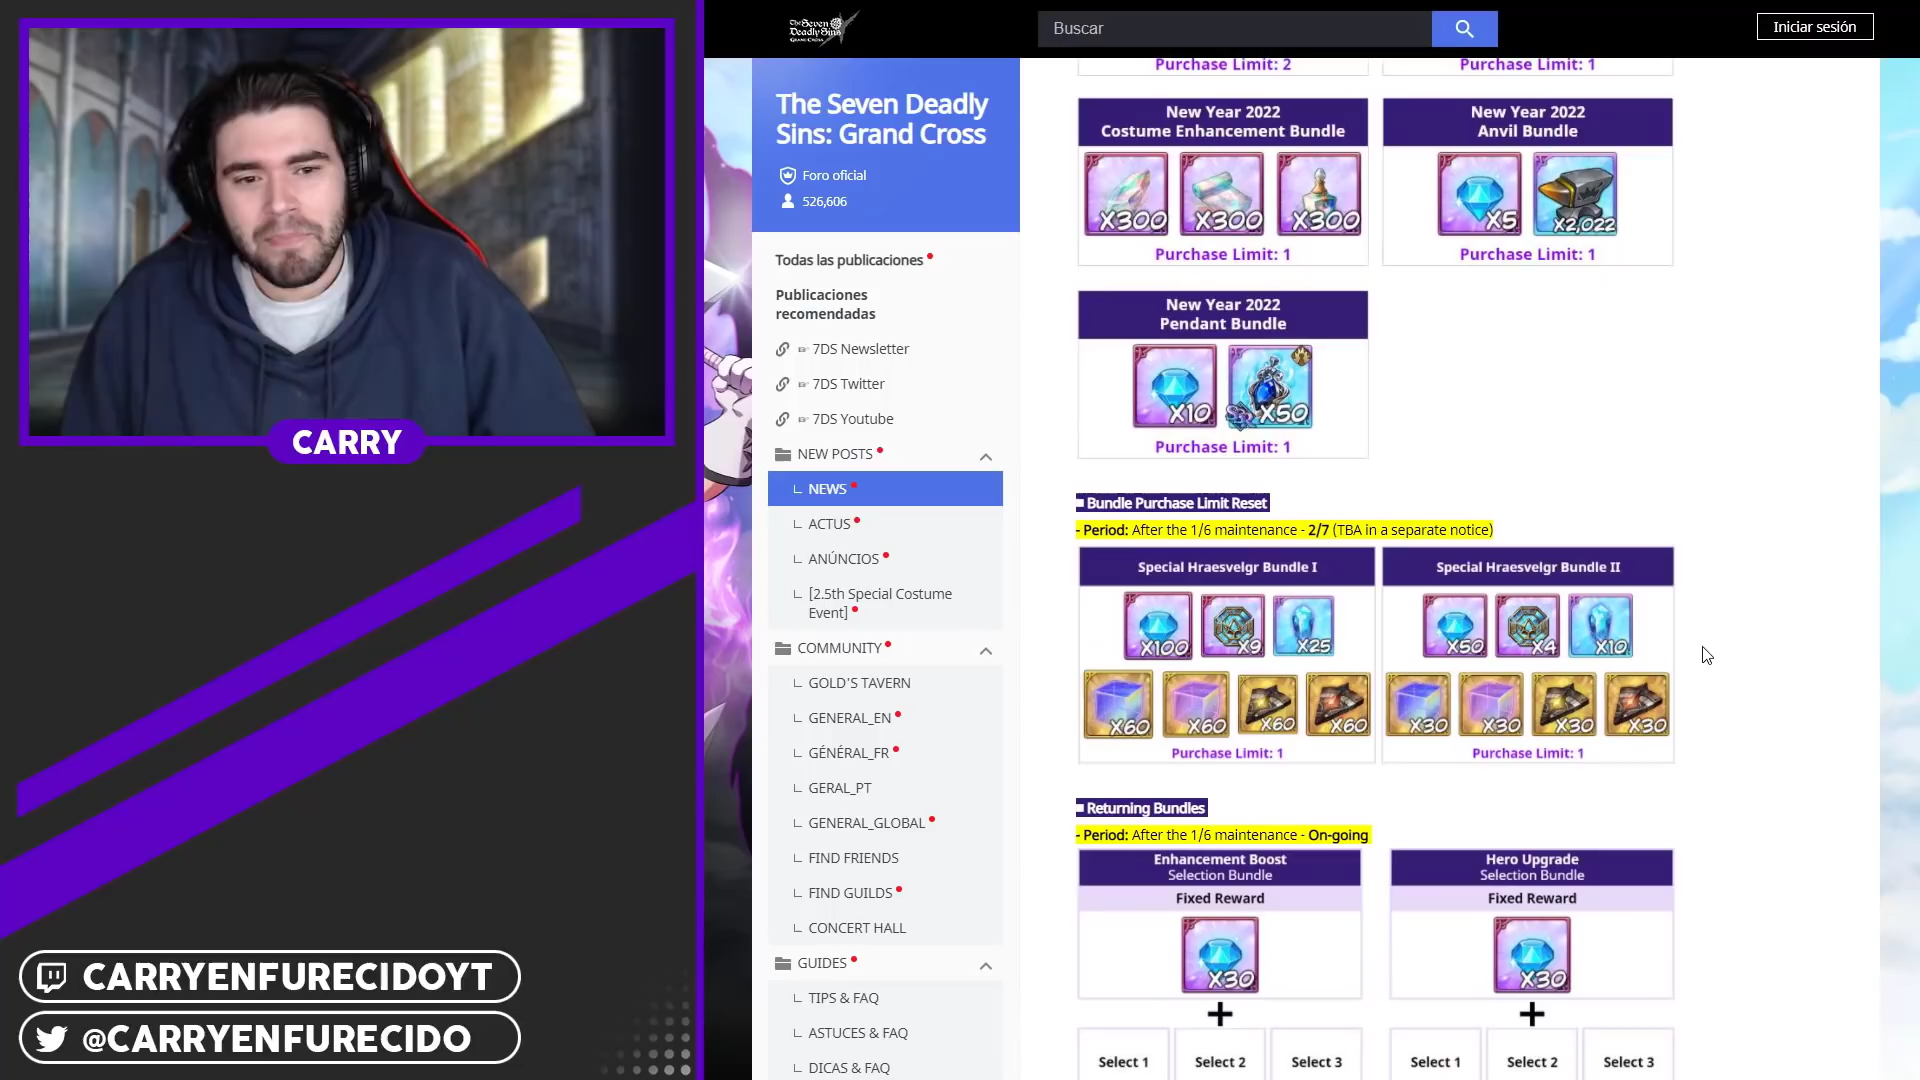 CARRY
CARRYENFURECIDOYT
@CARRYENFURECIDO
The Seven
Deadly Sins
GRAND CROSS
Buscar
Iniciar sesión
The Seven Deadly
Sins: Grand Cross
Foro oficial
526,606
Todas las publicaciones
Publicaciones
recomendadas
7DS Newsletter
7DS Twitter
7DS Youtube
NEW POSTS
NEWS
ACTUS
ANÚNCIOS
[2.5th Special Costume
Event]
COMMUNITY
GOLD'S TAVERN
GENERAL_EN
GÉNÉRAL_FR
GERAL_PT
GENERAL_GLOBAL
FIND FRIENDS
FIND GUILDS
CONCERT HALL
GUIDES
TIPS & FAQ
ASTUCES & FAQ
DICAS & FAQ
Purchase Limit: 2
Purchase Limit: 1
New Year 2022
Costume Enhancement Bundle
X300 X300 X300
Purchase Limit: 1
New Year 2022
Anvil Bundle
X5 X2,022
Purchase Limit: 1
New Year 2022
Pendant Bundle
X10 X50
Purchase Limit: 1
■ Bundle Purchase Limit Reset
- Period: After the 1/6 maintenance - 2/7 (TBA in a separate notice)
Special Hraesvelgr Bundle I
X100 X9 X25
X60 X60 X60 X60
Purchase Limit: 1
Special Hraesvelgr Bundle II
X50 X4 X10
X30 X30 X30 X30
Purchase Limit: 1
■ Returning Bundles
- Period: After the 1/6 maintenance - On-going
Enhancement Boost
Selection Bundle
Fixed Reward
X30
+
Select 1 Select 2 Select 3
Hero Upgrade
Selection Bundle
Fixed Reward
X30
+
Select 1 Select 2 Select 3